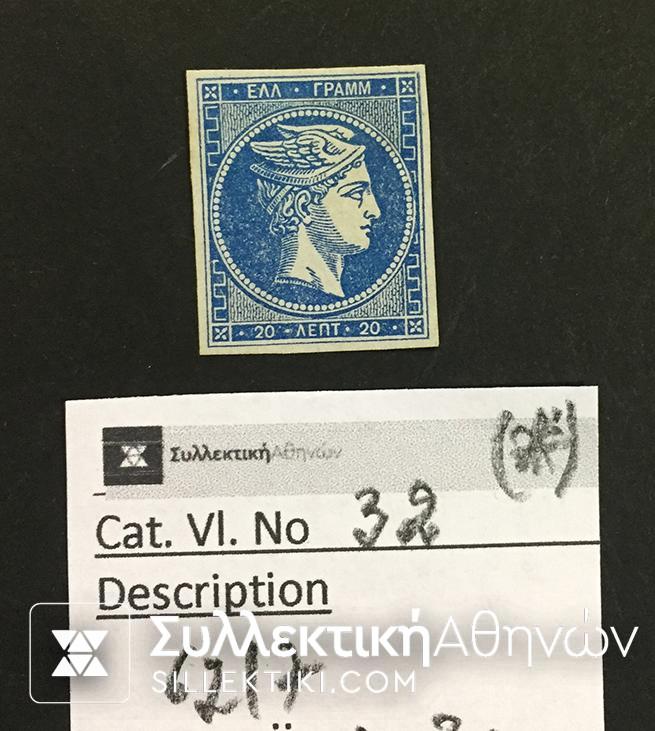 ΕΛΛ · ΓΡΑΜΜ
20 · ΛΕΠΤ · 20
ΣυλλεκτικήΑθηνών
Cat. Vl. No 32
Description
ΣυλλεκτικήΑθηνών
SILLEKTIKI.COM